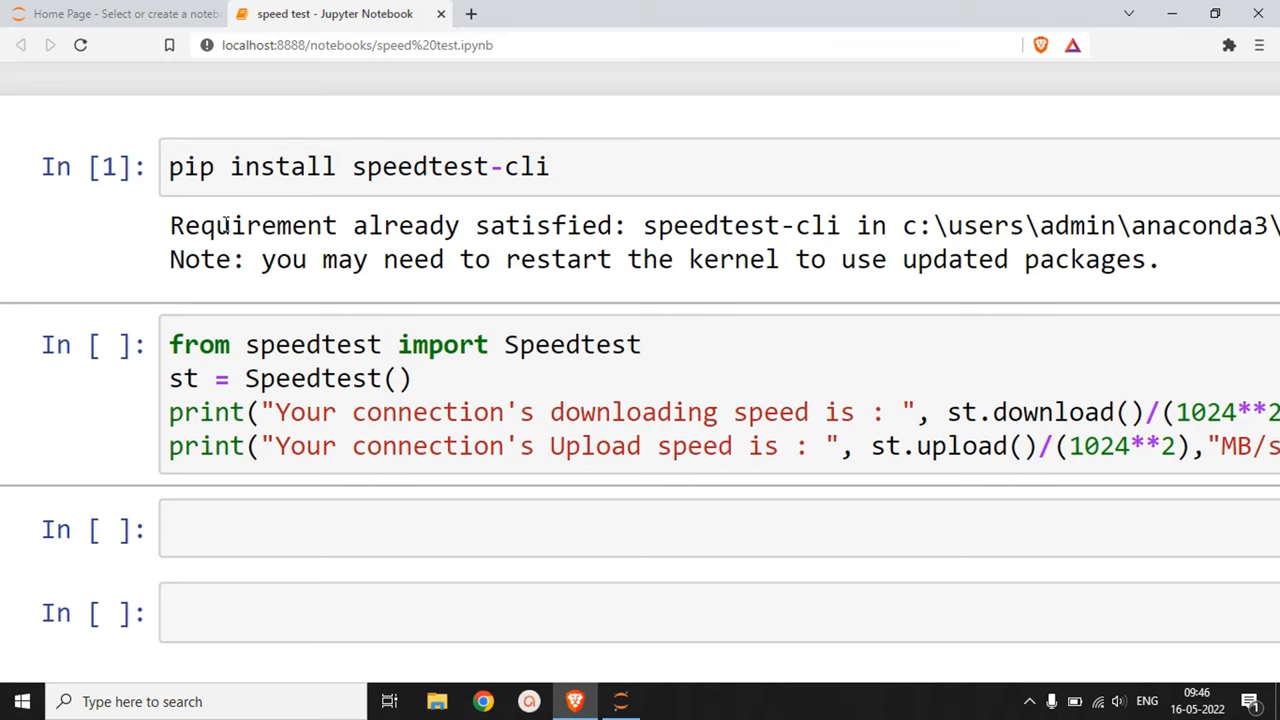 Home Page - Select or create a noteb
speed test - Jupyter Notebook
localhost:8888/notebooks/speed%20test.ipynb
In [1]: pip install speedtest-cli
Requirement already satisfied: speedtest-cli in c:\users\admin\anaconda3\
Note: you may need to restart the kernel to use updated packages.
In [ ]: from speedtest import Speedtest
st = Speedtest()
print("Your connection's downloading speed is : ", st.download()/(1024**2
print("Your connection's Upload speed is : ", st.upload()/(1024**2),"MB/s
In [ ]:
In [ ]:
Type here to search
ENG
09:46
16-05-2022
1